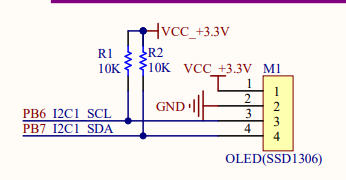 VCC_+3.3V
R1 R2
10K 10K
VCC_+3.3V M1
1 1
GND 2 2
PB6 I2C1 SCL 3 3
PB7 I2C1 SDA 4 4
OLED(SSD1306)